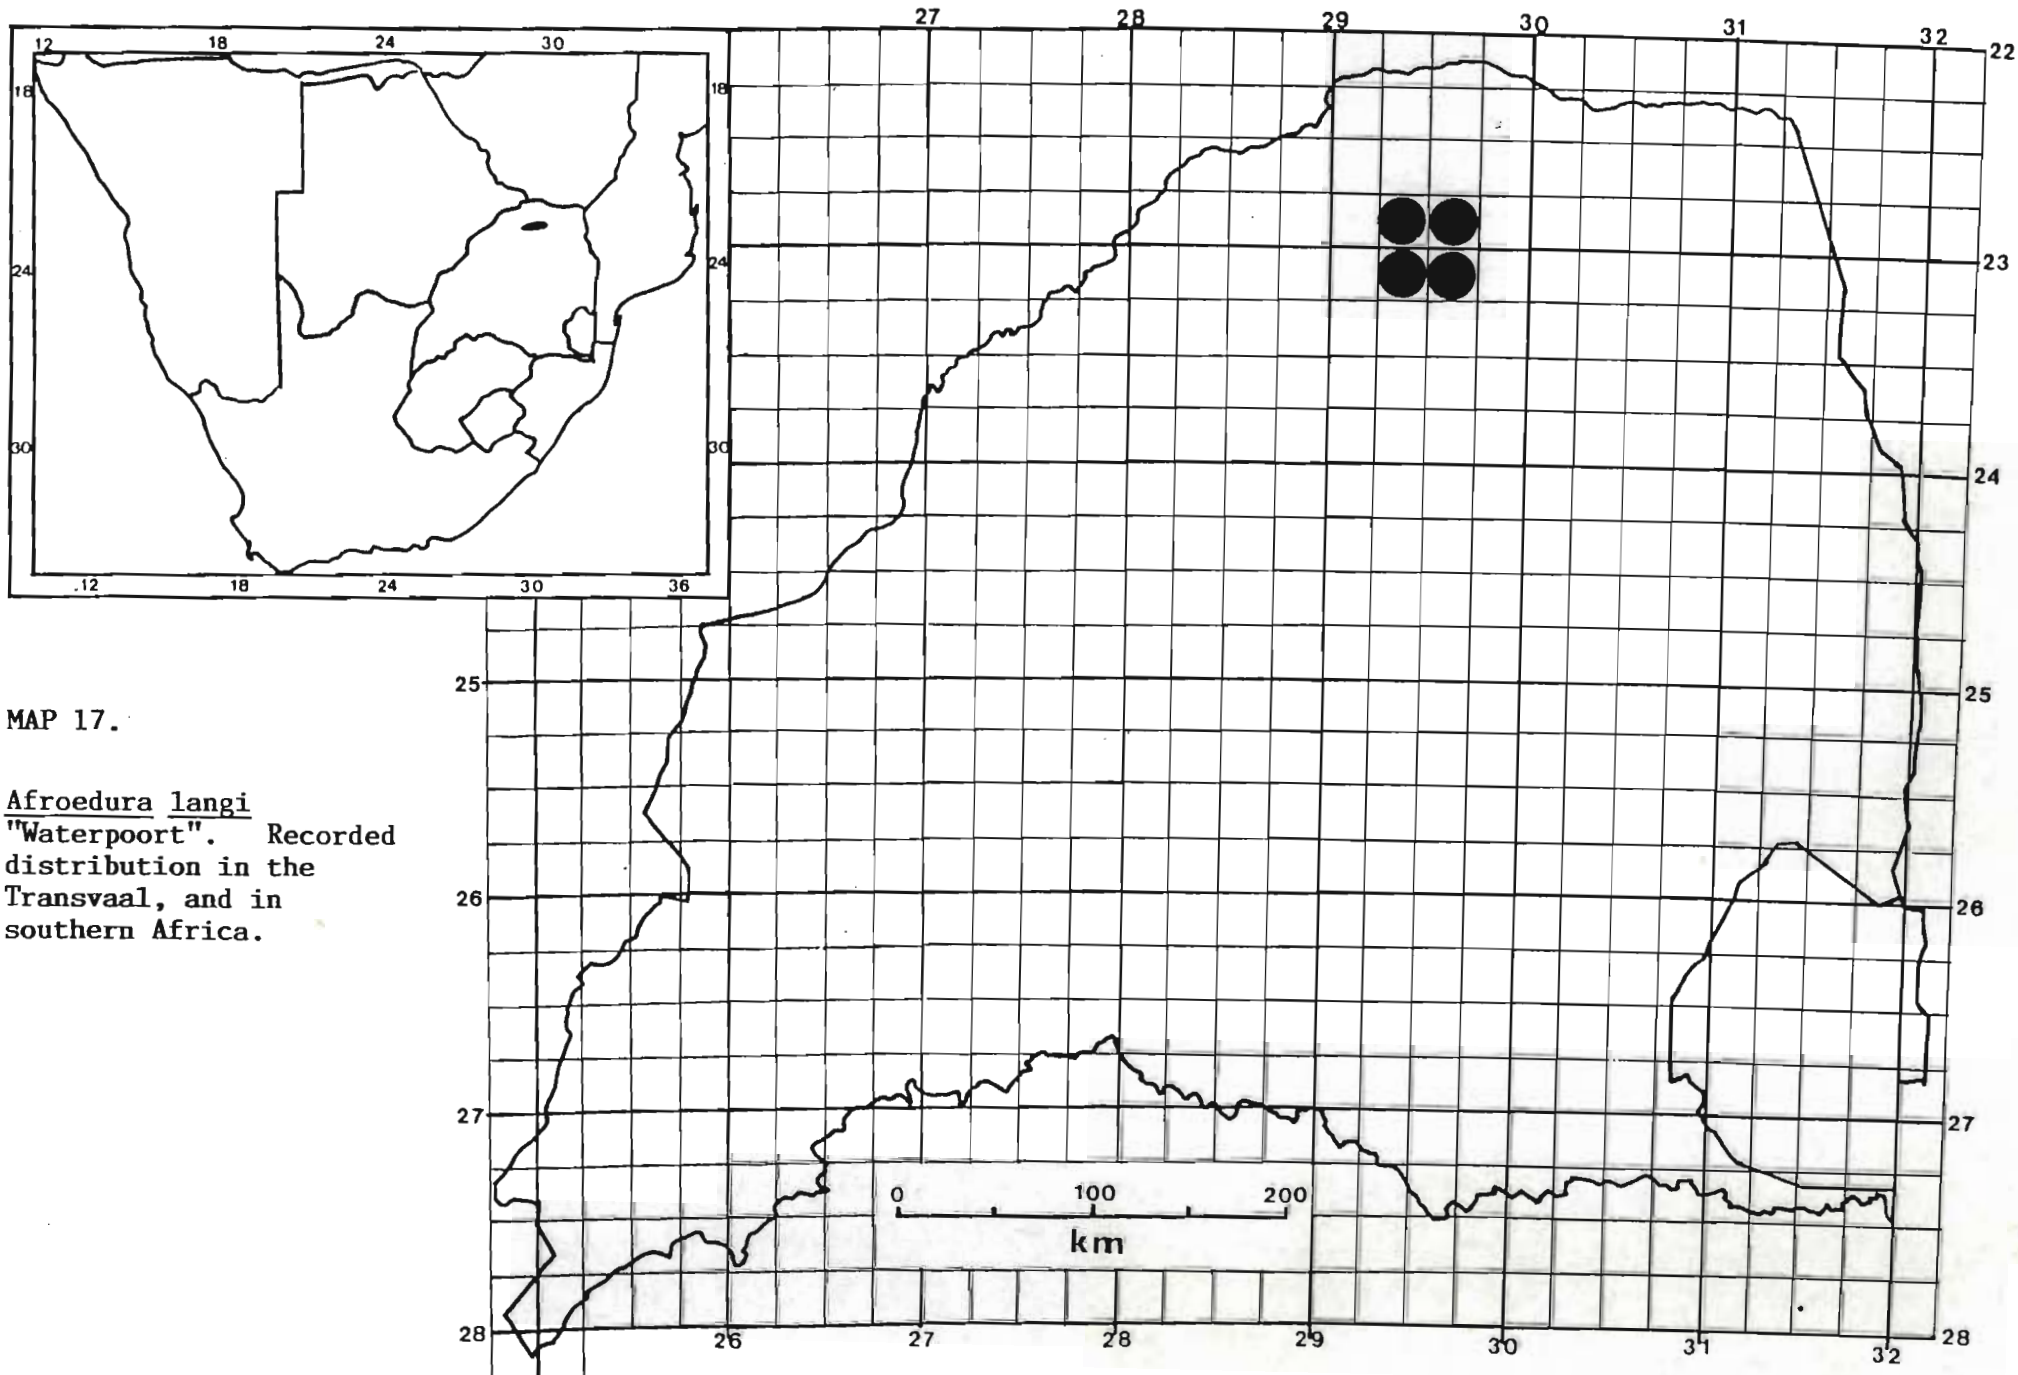 27 28 29 30 31 32
22
12 18 24 30
18 18
24 24
30 30
.12 18 24 30 36
23
24
25 25
MAP 17.
Afroedura langi
"Waterpoort". Recorded
distribution in the
Transvaal, and in
southern Africa.
26 26
27 27
0 100 200
km
28 28
26 27 28 29 30 31 32